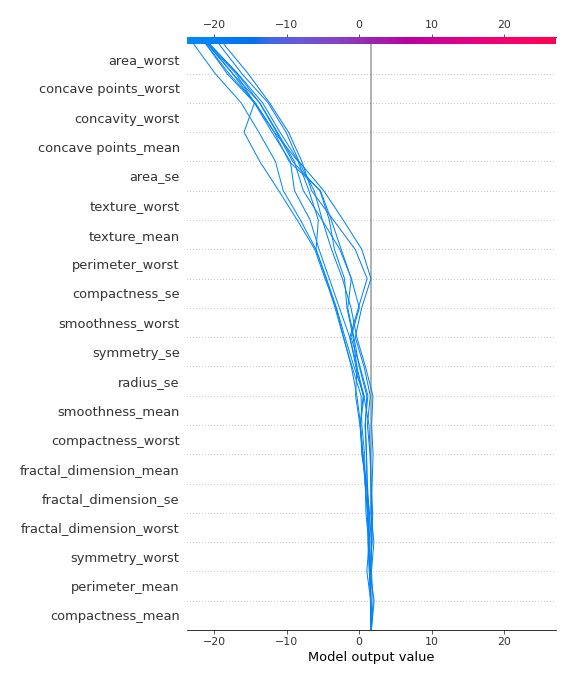 −20 −10 0 10 20
area_worst
concave points_worst
concavity_worst
concave points_mean
area_se
texture_worst
texture_mean
perimeter_worst
compactness_se
smoothness_worst
symmetry_se
radius_se
smoothness_mean
compactness_worst
fractal_dimension_mean
fractal_dimension_se
fractal_dimension_worst
symmetry_worst
perimeter_mean
compactness_mean
−20 −10 0 10 20
Model output value